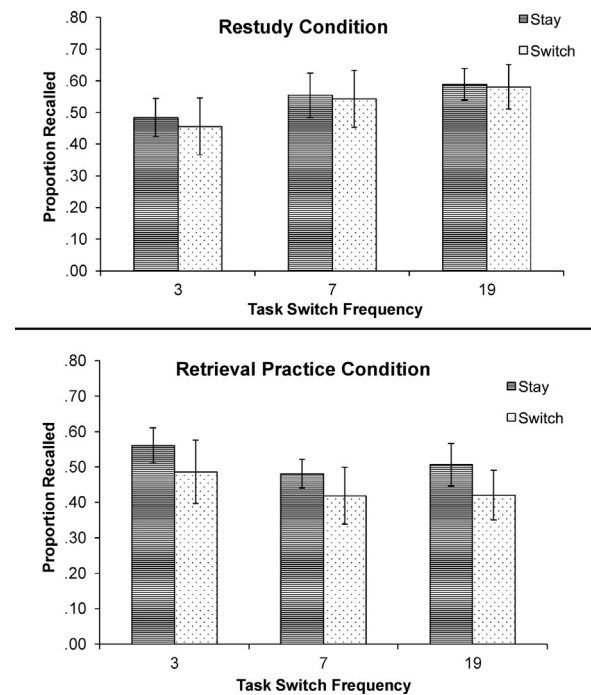 Restudy Condition
Stay
Switch
Proportion Recalled
.80
.70
.60
.50
.40
.30
.20
.10
.00
3 7 19
Task Switch Frequency
Retrieval Practice Condition
Stay
Switch
Proportion Recalled
.80
.70
.60
.50
.40
.30
.20
.10
.00
3 7 19
Task Switch Frequency